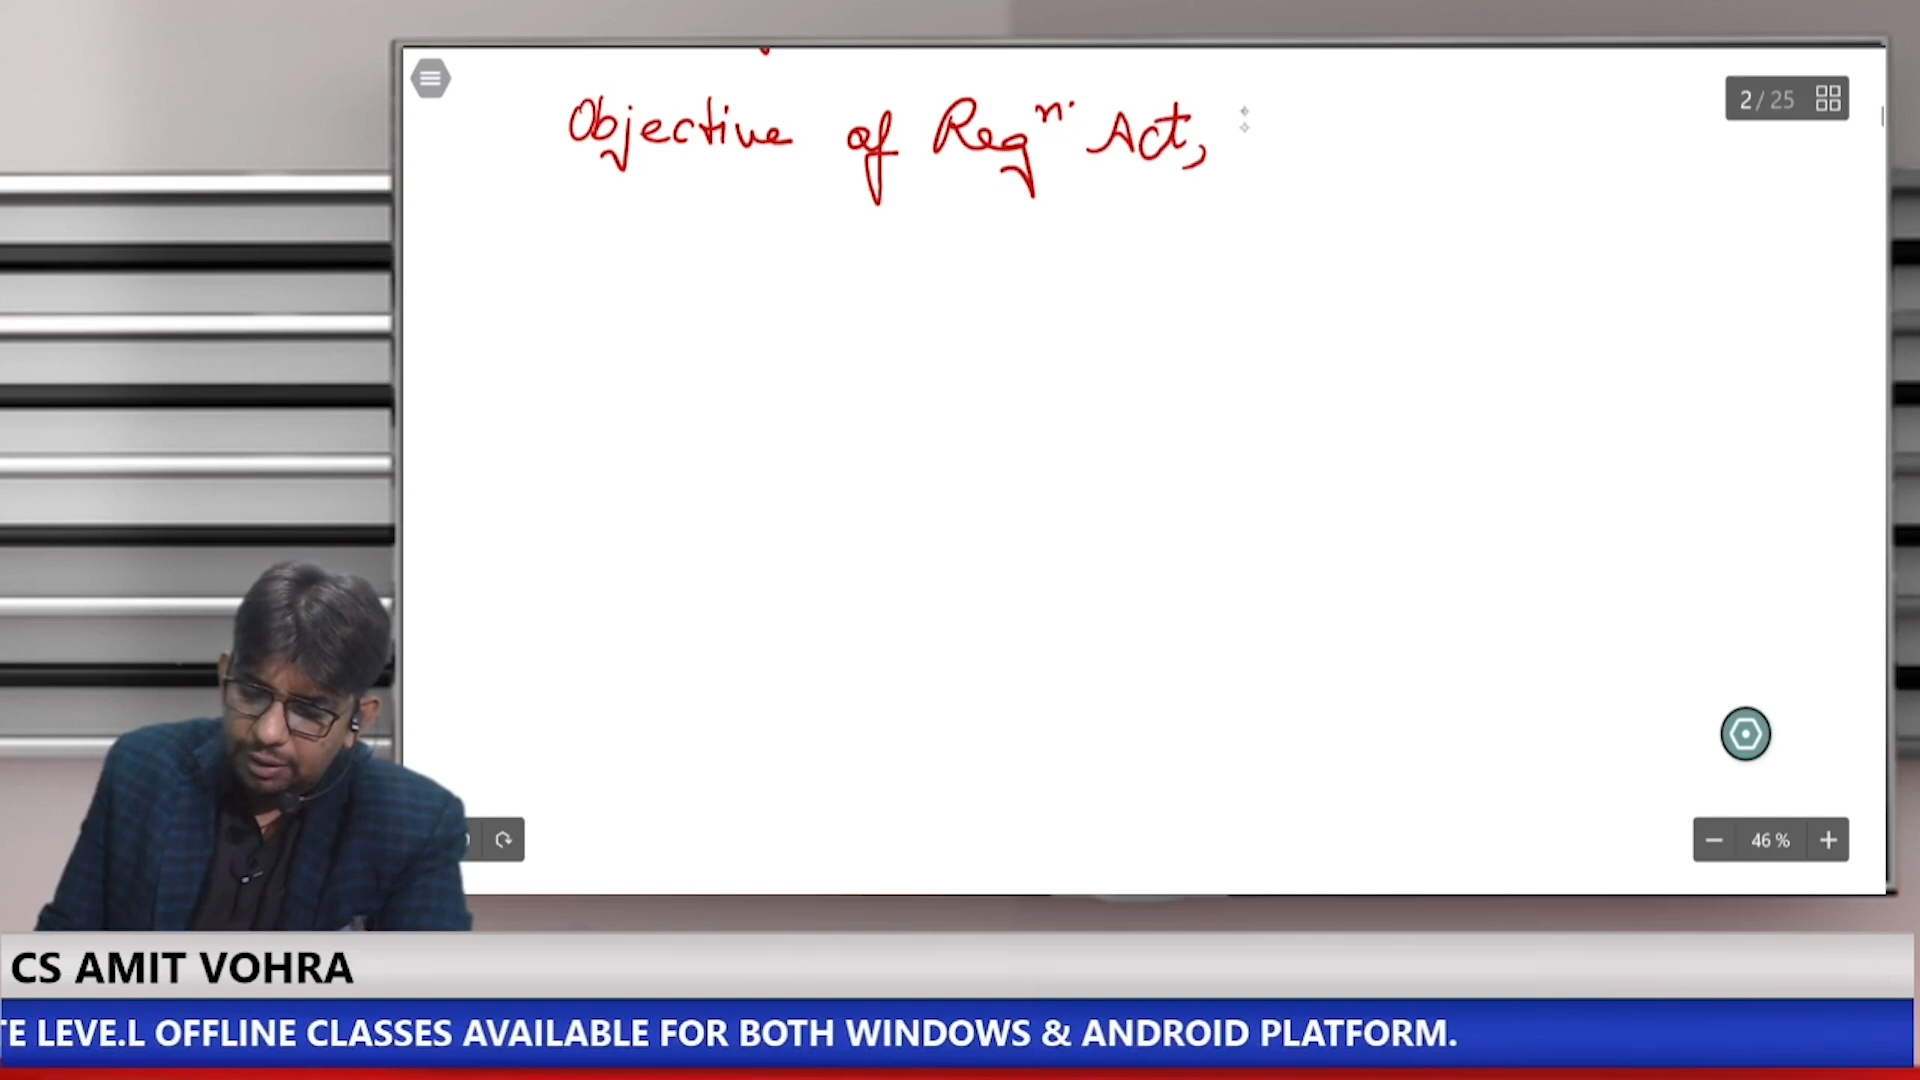 Objective of Reg^n. Act,
2 / 25
46 %
CS AMIT VOHRA
TE LEVE.L OFFLINE CLASSES AVAILABLE FOR BOTH WINDOWS & ANDROID PLATFORM.